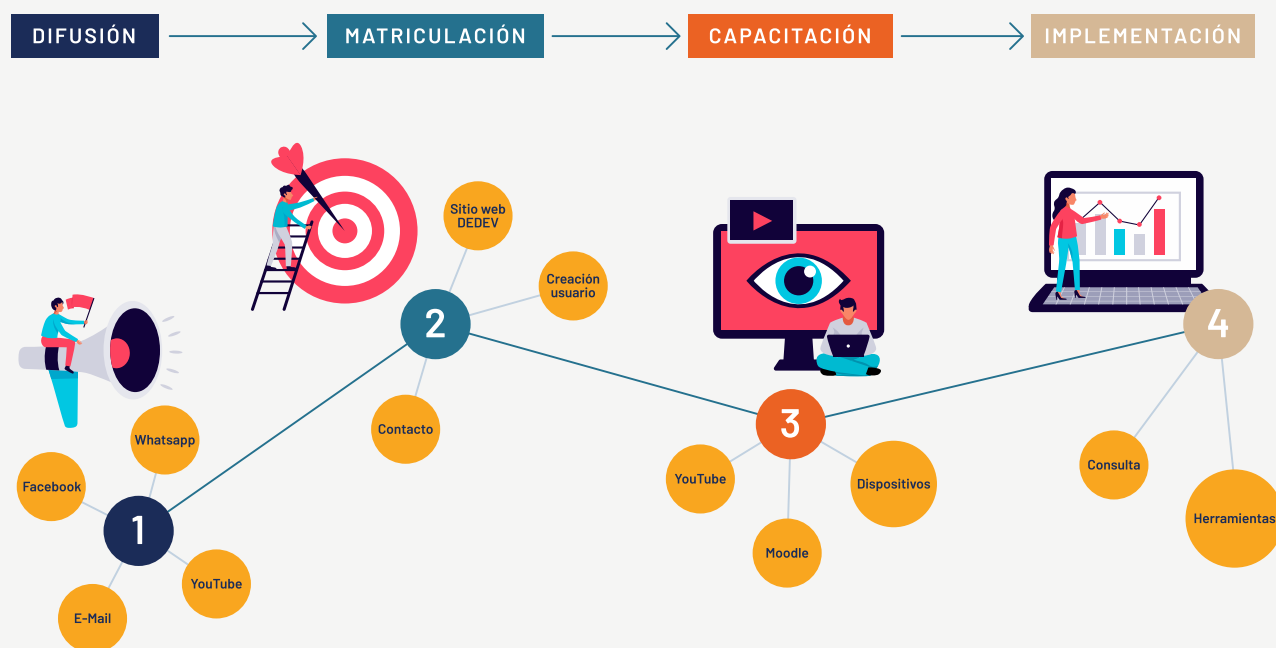 DIFUSIÓN
MATRICULACIÓN
CAPACITACIÓN
IMPLEMENTACIÓN
Sitio web
DEDEV
Creación
usuario
2
4
Contacto
3
Whatsapp
Facebook
1
YouTube
E-Mail
YouTube
Dispositivos
Moodle
Consulta
Herramientas